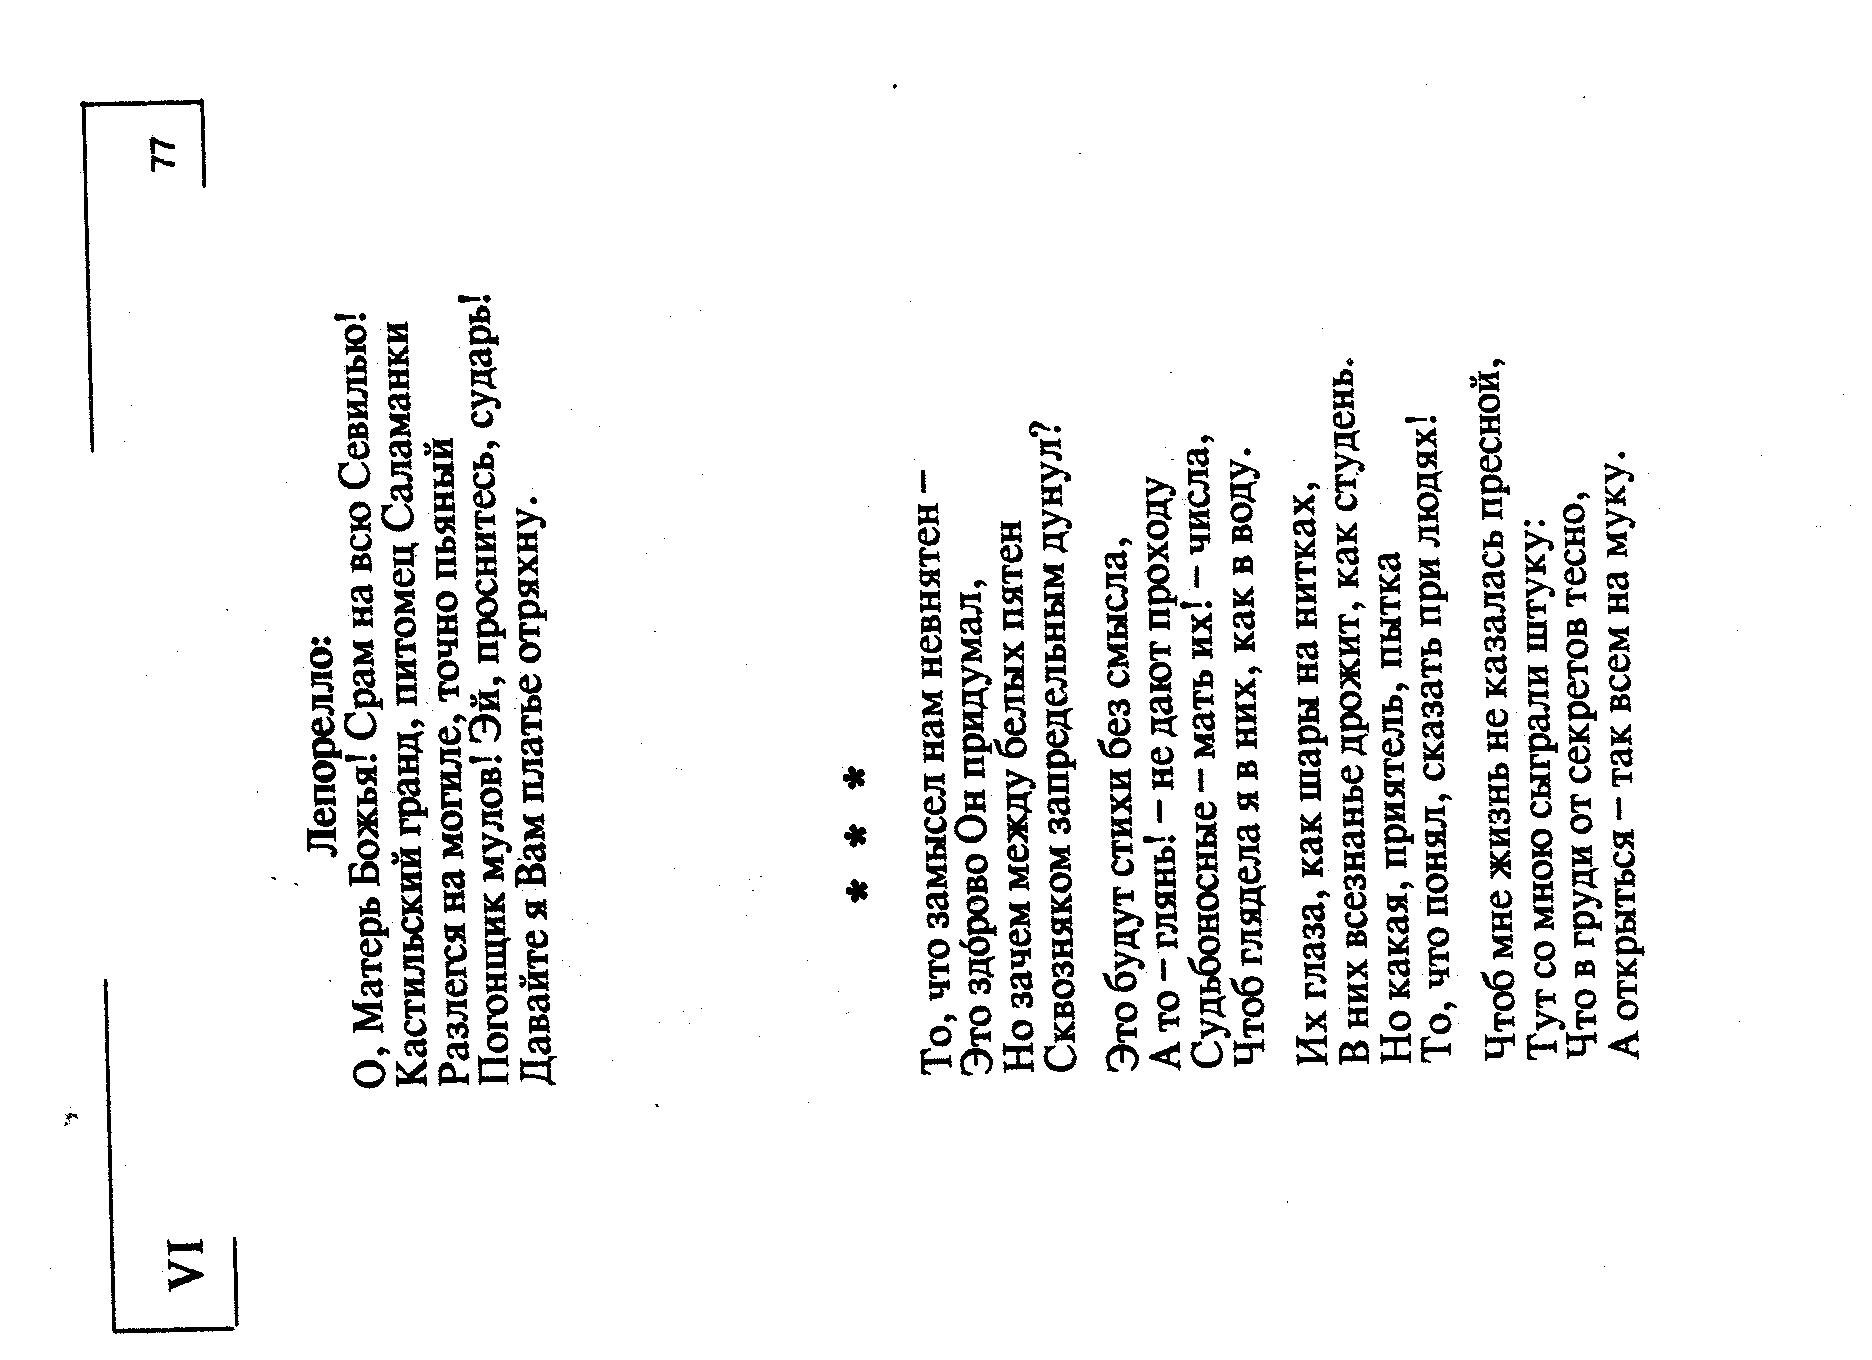 VI
77
Лепорелло:
О, Матерь Божья! Срам на всю Севилью!
Кастильский гранд, питомец Саламанки
Разлегся на могиле, точно пьяный
Погонщик мулов! Эй, проснитесь, сударь!
Давайте я Вам платье отряхну.
* * *
То, что замысел нам невнятен –
Это здóрово Он придумал,
Но зачем между белых пятен
Сквозняком запредельным дунул?
Это будут стихи без смысла,
А то – глянь! – не дают проходу
Судьбоносные – мать их! – числа,
Чтоб глядела я в них, как в воду.
Их глаза, как шары на нитках,
В них всезнанье дрожит, как студень.
Но какая, приятель, пытка
То, что понял, сказать при людях!
Чтоб мне жизнь не казалась пресной,
Тут со мною сыграли штуку:
Что в груди от секретов тесно,
А открыться – так всем на муку.